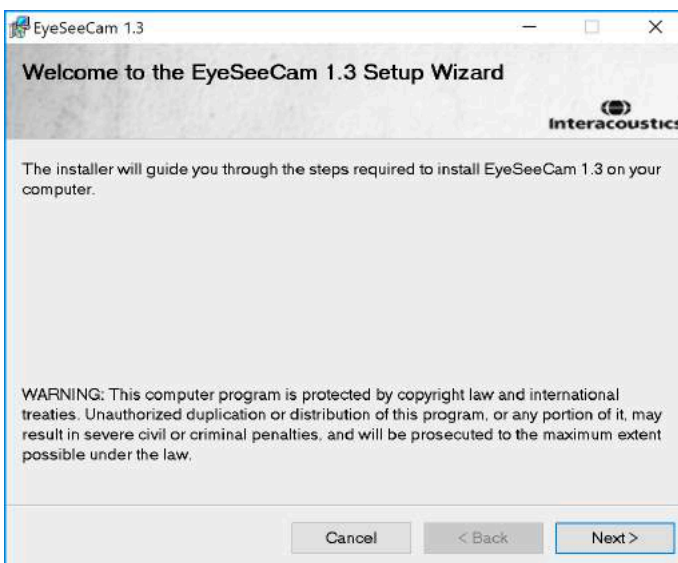 EyeSeeCam 1.3
Welcome to the EyeSeeCam 1.3 Setup Wizard
Interacoustics
The installer will guide you through the steps required to install EyeSeeCam 1.3 on your
computer.
WARNING: This computer program is protected by copyright law and international
treaties. Unauthorized duplication or distribution of this program, or any portion of it, may
result in severe civil or criminal penalties, and will be prosecuted to the maximum extent
possible under the law.
Cancel
< Back
Next >